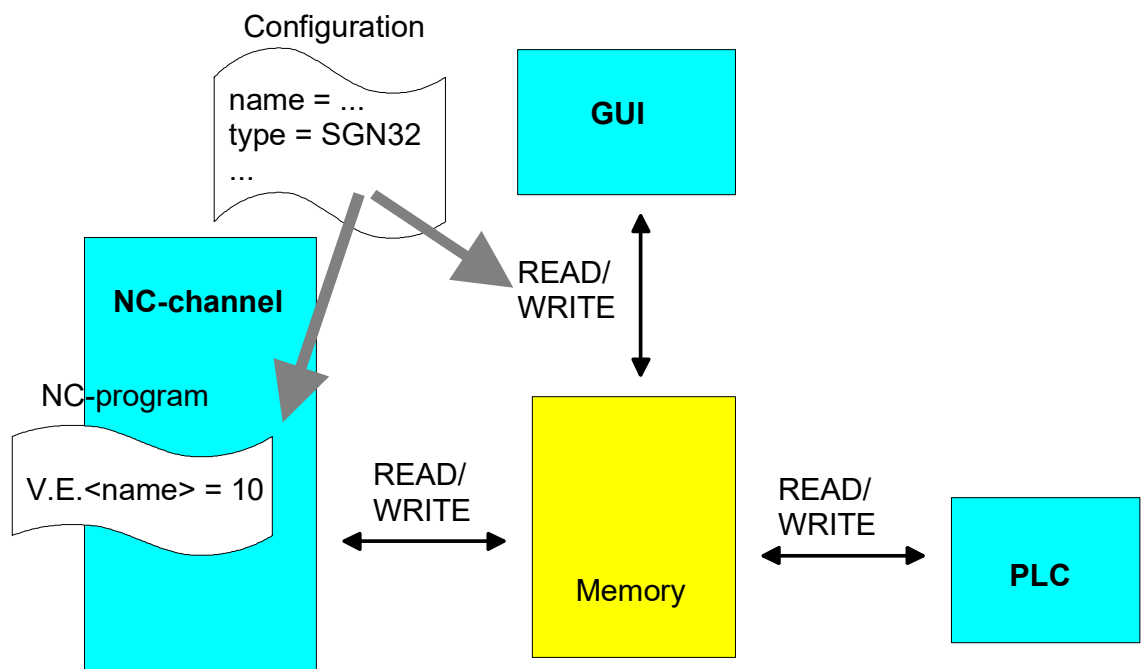 Configuration
name = ...
type = SGN32
...
GUI
READ/
WRITE
NC-channel
NC-program
V.E.<name> = 10
READ/
WRITE
READ/
WRITE
Memory
PLC